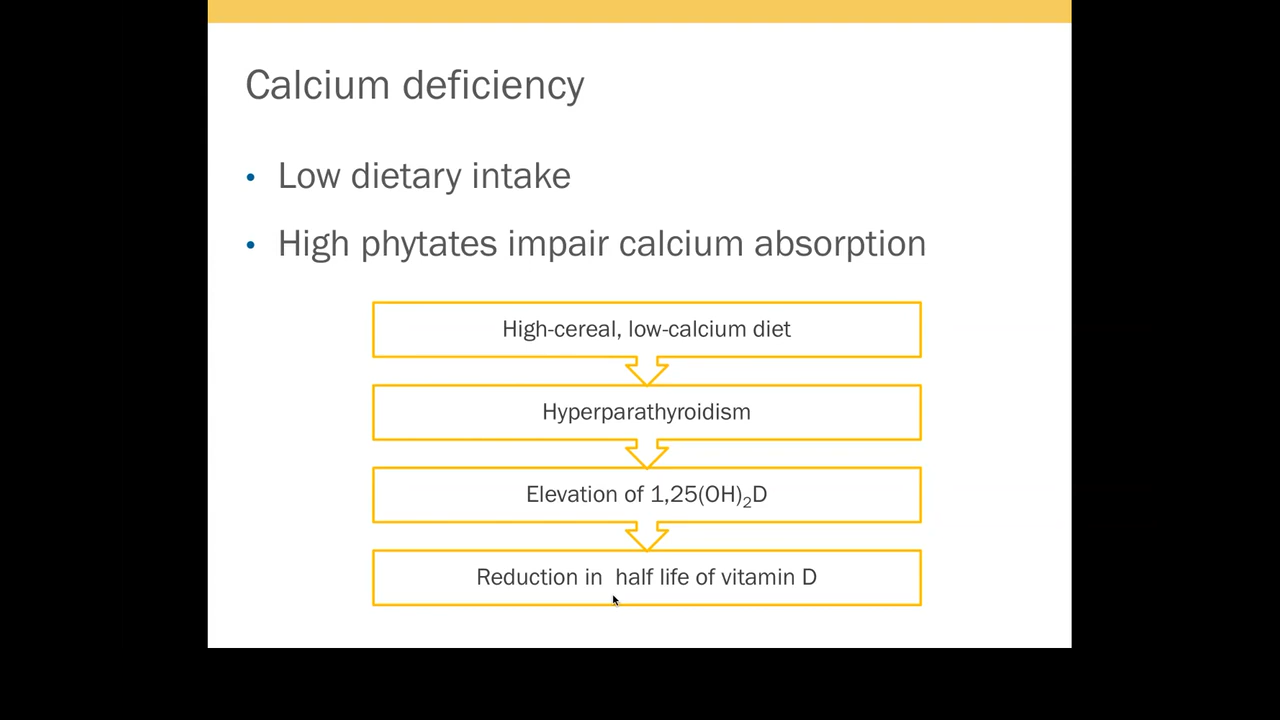 Calcium deficiency
• Low dietary intake
• High phytates impair calcium absorption
High-cereal, low-calcium diet
Hyperparathyroidism
Elevation of 1,25(OH)₂D
Reduction in  half life of vitamin D